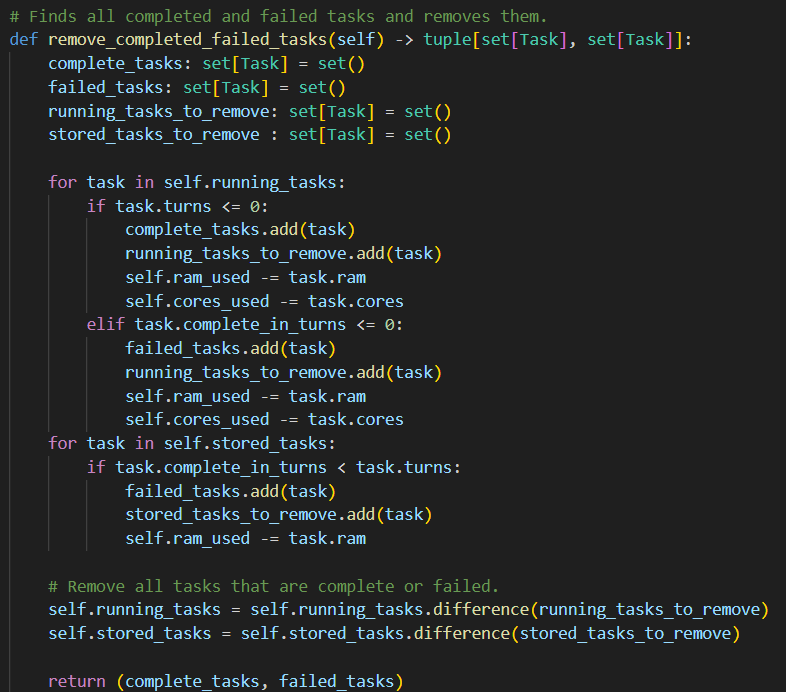 # Finds all completed and failed tasks and removes them.
def remove_completed_failed_tasks(self) -> tuple[set[Task], set[Task]]:
    complete_tasks: set[Task] = set()
    failed_tasks: set[Task] = set()
    running_tasks_to_remove: set[Task] = set()
    stored_tasks_to_remove : set[Task] = set()

    for task in self.running_tasks:
        if task.turns <= 0:
            complete_tasks.add(task)
            running_tasks_to_remove.add(task)
            self.ram_used -= task.ram
            self.cores_used -= task.cores
        elif task.complete_in_turns <= 0:
            failed_tasks.add(task)
            running_tasks_to_remove.add(task)
            self.ram_used -= task.ram
            self.cores_used -= task.cores
    for task in self.stored_tasks:
        if task.complete_in_turns < task.turns:
            failed_tasks.add(task)
            stored_tasks_to_remove.add(task)
            self.ram_used -= task.ram

    # Remove all tasks that are complete or failed.
    self.running_tasks = self.running_tasks.difference(running_tasks_to_remove)
    self.stored_tasks = self.stored_tasks.difference(stored_tasks_to_remove)

    return (complete_tasks, failed_tasks)